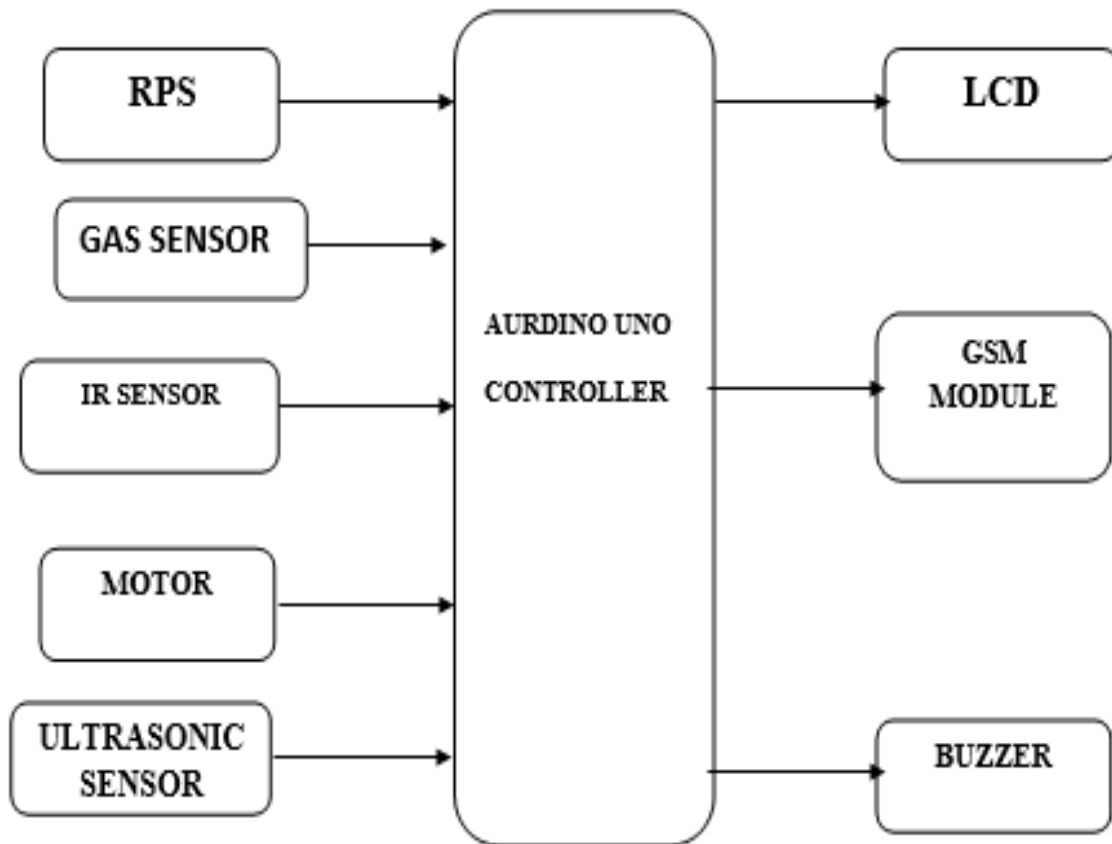 RPS
GAS SENSOR
IR SENSOR
MOTOR
ULTRASONIC
SENSOR
AURDINO UNO
CONTROLLER
LCD
GSM
MODULE
BUZZER